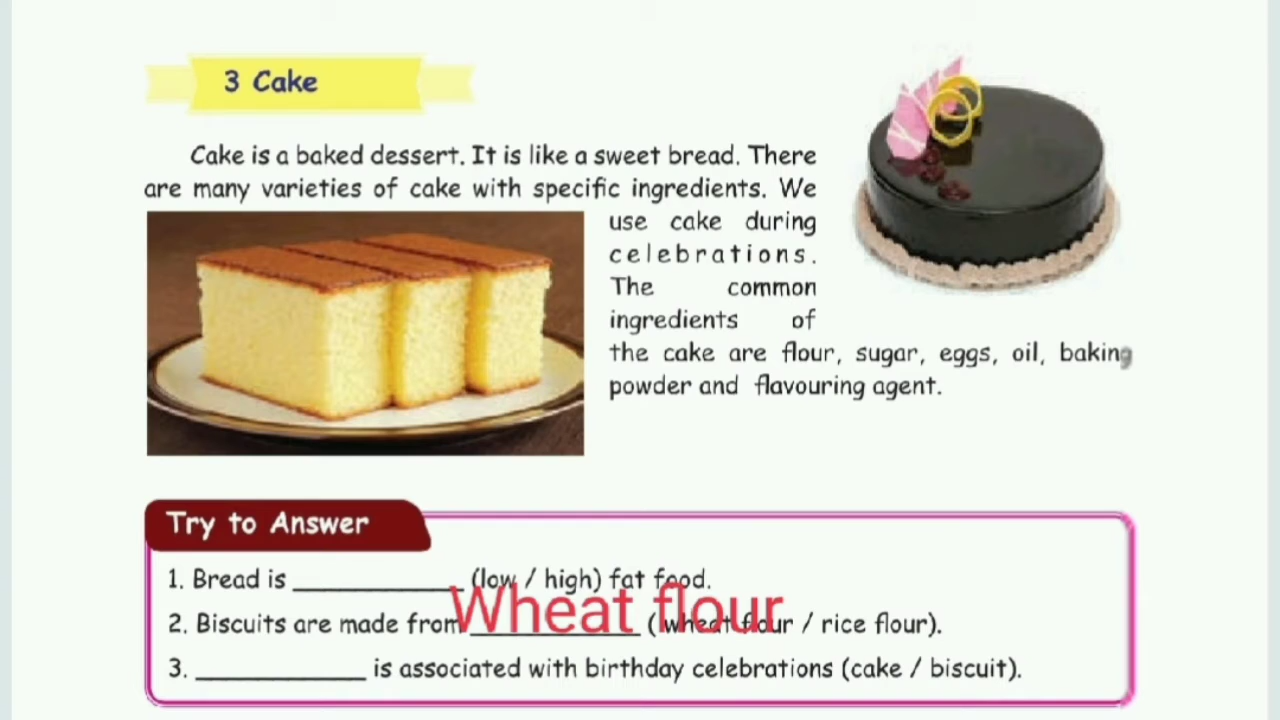 3 Cake
Cake is a baked dessert. It is like a sweet bread. There
are many varieties of cake with specific ingredients. We
use cake during
celebrations.
The common
ingredients of
the cake are flour, sugar, eggs, oil, baking
powder and flavouring agent.
Try to Answer
1. Bread is ____________ (low / high) fat food.
Wheat flour
2. Biscuits are made from ____________ (wheat flour / rice flour).
3. ____________ is associated with birthday celebrations (cake / biscuit).